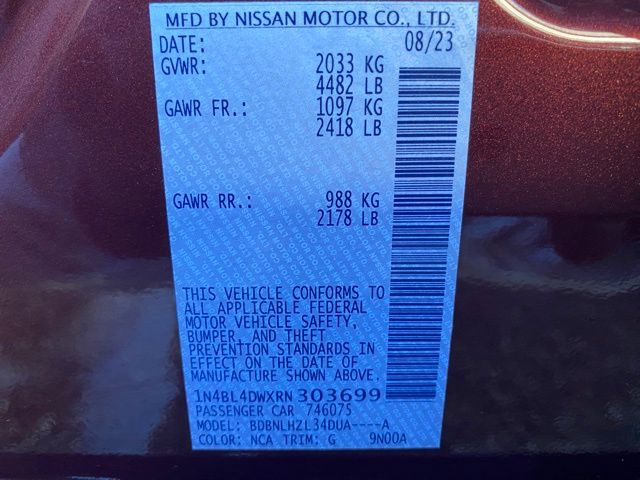 MFD BY NISSAN MOTOR CO., LTD.
DATE: 08/23
GVWR: 2033 KG
4482 LB
GAWR FR.: 1097 KG
2418 LB
GAWR RR.: 988 KG
2178 LB
THIS VEHICLE CONFORMS TO
ALL APPLICABLE FEDERAL
MOTOR VEHICLE SAFETY,
BUMPER, AND THEFT
PREVENTION STANDARDS IN
EFFECT ON THE DATE OF
MANUFACTURE SHOWN ABOVE.
1N4BL4DWXRN303699
PASSENGER CAR 746075
MODEL: BDBNLHZL34DUA----A
COLOR: NCA TRIM: G 9N00A